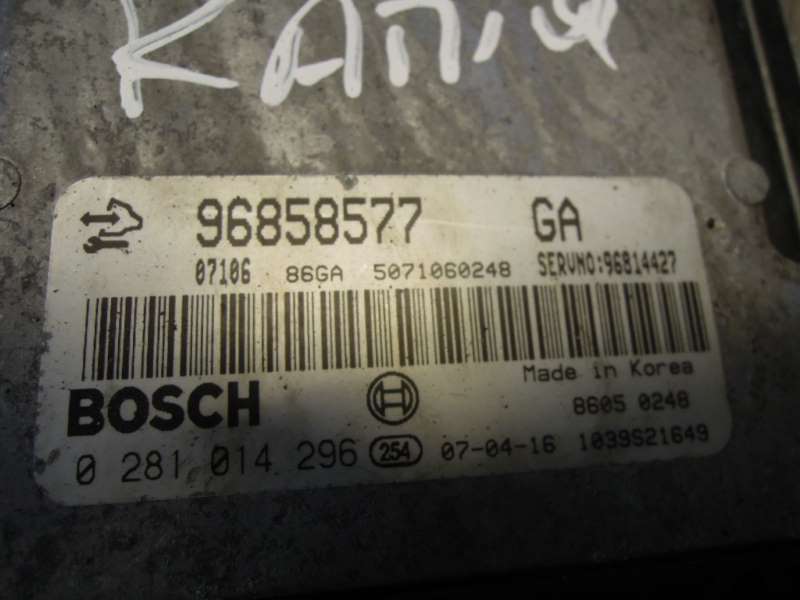 96858577 GA
07106 86GA 5071060248 SERVNO:96814427
Made in Korea
BOSCH 8605 0248
0 281 014 296 254 07-04-16 1039S21649